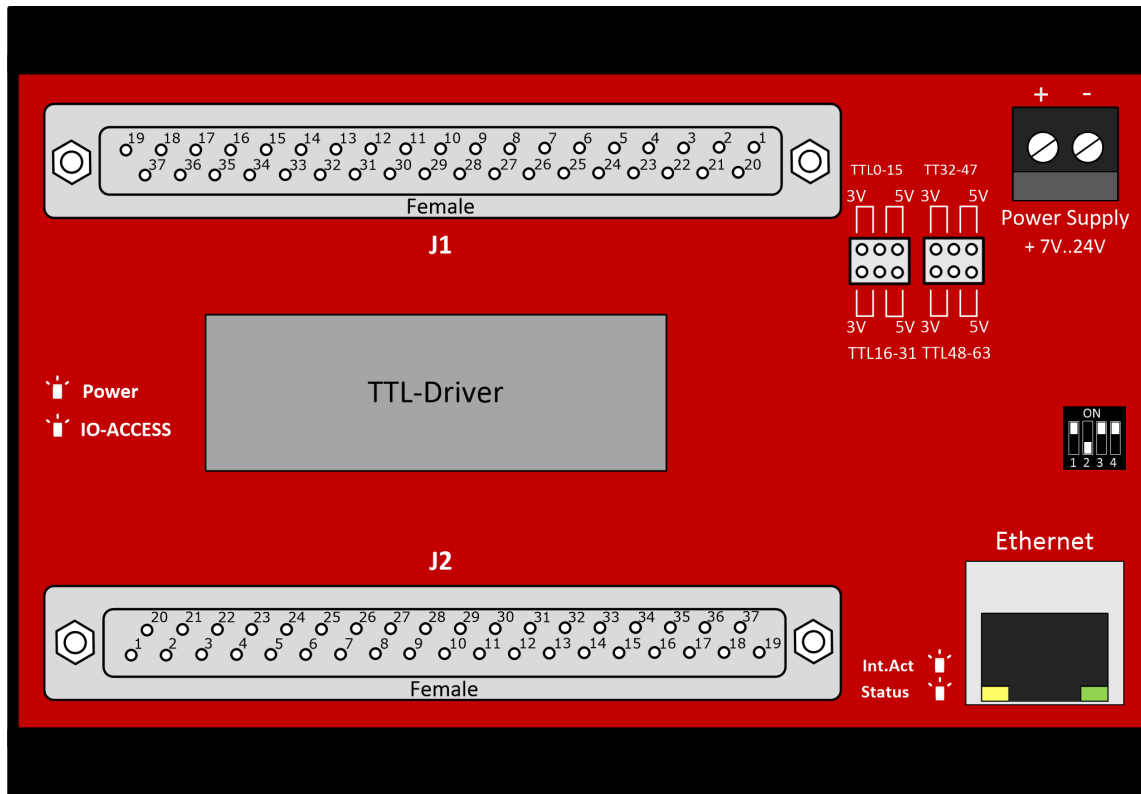 + -
19 18 17 16 15 14 13 12 11 10 9 8 7 6 5 4 3 2 1
37 36 35 34 33 32 31 30 29 28 27 26 25 24 23 22 21 20
Female
J1
TTL0-15 TT32-47
3V 5V 3V 5V
Power Supply
+ 7V..24V
3V 5V 3V 5V
TTL16-31 TTL48-63
TTL-Driver
Power
IO-ACCESS
ON
1 2 3 4
Ethernet
J2
20 21 22 23 24 25 26 27 28 29 30 31 32 33 34 35 36 37
1 2 3 4 5 6 7 8 9 10 11 12 13 14 15 16 17 18 19
Female
Int.Act
Status